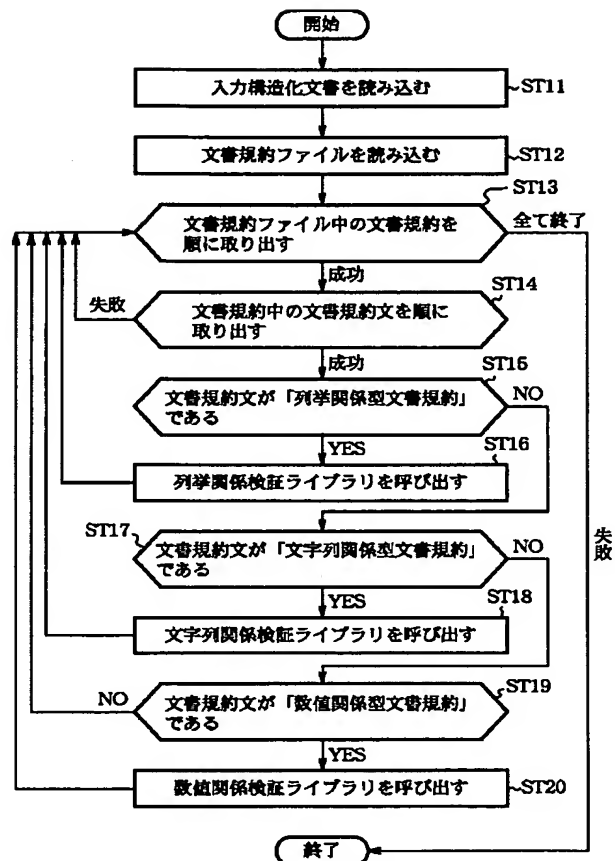 開始
入力構造化文書を読み込む
ST11
文書規約ファイルを読み込む
ST12
ST13
文書規約ファイル中の文書規約を
順に取り出す
全て終了
成功
ST14
失敗
文書規約中の文書規約文を順に
取り出す
成功
ST15
文書規約文が「列挙関係型文書規約」
である
NO
YES
ST16
列挙関係検証ライブラリを呼び出す
ST17
文書規約文が「文字列関係型文書規約」
である
NO
失敗
YES
ST18
文字列関係検証ライブラリを呼び出す
NO
文書規約文が「数値関係型文書規約」
である
ST19
YES
数値関係検証ライブラリを呼び出す
ST20
終了